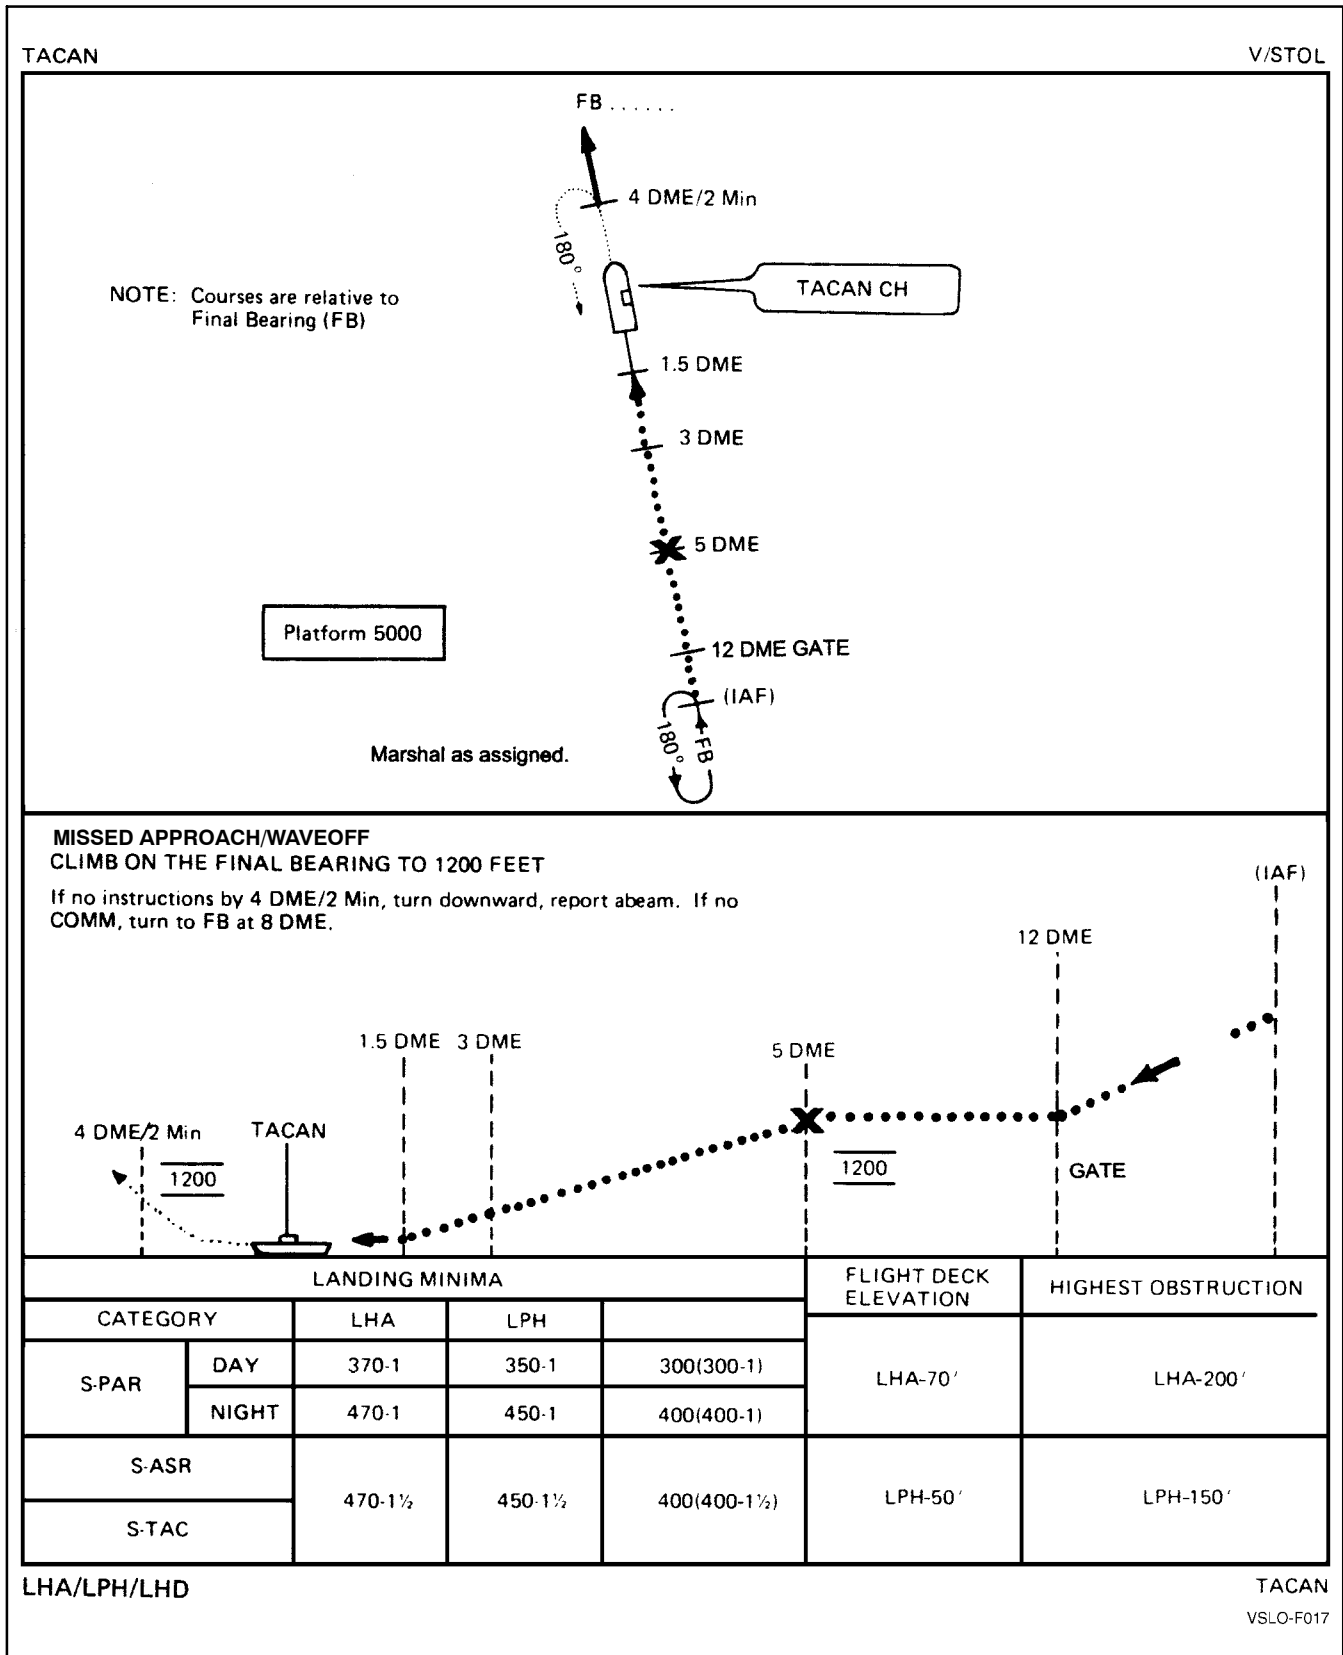 TACAN V/STOL
FB . . . . . .
4 DME/2 Min
180°
TACAN CH
NOTE: Courses are relative to
Final Bearing (FB)
1.5 DME
3 DME
5 DME
Platform 5000
12 DME GATE
(IAF)
180° FB
Marshal as assigned.
MISSED APPROACH/WAVEOFF
CLIMB ON THE FINAL BEARING TO 1200 FEET
If no instructions by 4 DME/2 Min, turn downward, report abeam. If no
COMM, turn to FB at 8 DME.
(IAF)
12 DME
1.5 DME 3 DME
5 DME
4 DME/2 Min TACAN
1200
1200
GATE
LANDING MINIMA
FLIGHT DECK
ELEVATION
HIGHEST OBSTRUCTION
CATEGORY LHA LPH
S-PAR
DAY 370-1 350-1 300(300-1)
NIGHT 470-1 450-1 400(400-1)
LHA-70′ LHA-200′
S-ASR
S-TAC
470-1½ 450-1½ 400(400-1½)
LPH-50′ LPH-150′
LHA/LPH/LHD TACAN
VSLO-F017